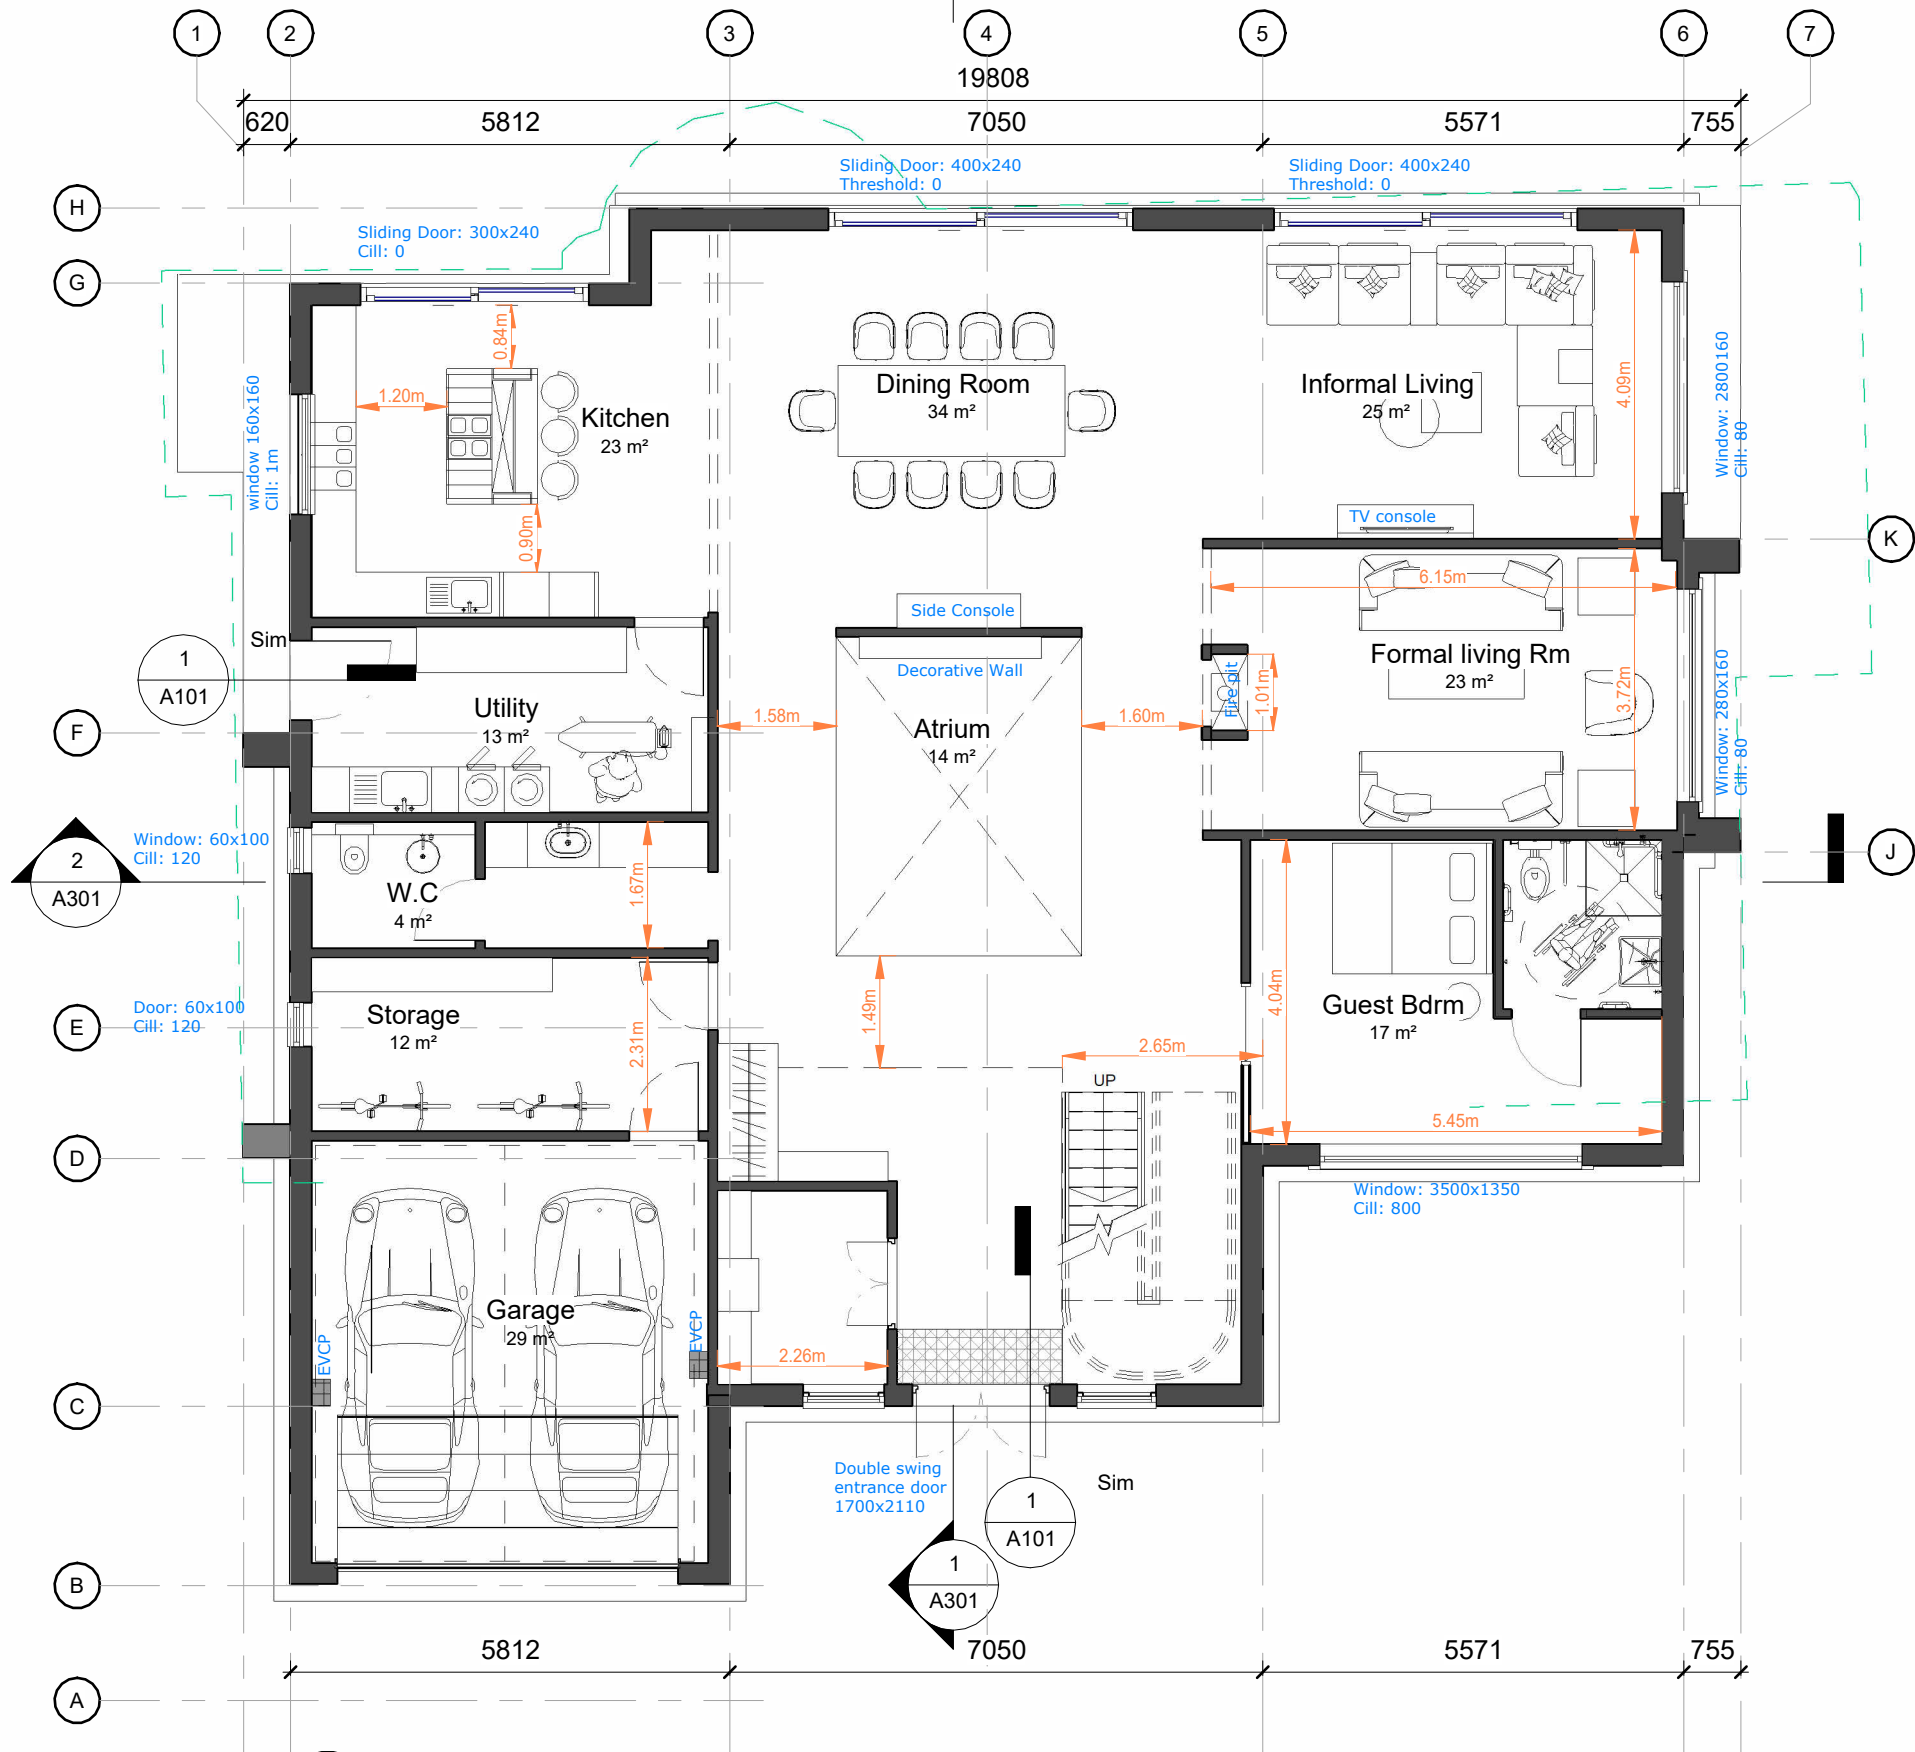 1
2
3
4
5
6
7
19808
620
5812
7050
5571
755
Sliding Door: 400x240
Threshold: 0
Sliding Door: 400x240
Threshold: 0
H
Sliding Door: 300x240
Cill: 0
G
0.84m
1.20m
Kitchen
23 m²
0.90m
Dining Room
34 m²
Informal Living
25 m²
4.09m
Window: 2800160
Cill: 80
window 160x160
Cill: 1m
TV console
K
6.15m
Side Console
Decorative Wall
Sim
1
A101
Formal living Rm
23 m²
3.72m
Fire pit
1.01m
Utility
13 m²
F
1.58m
Atrium
14 m²
1.60m
Window: 280x160
Cill: 80
Window: 60x100
Cill: 120
2
A301
W.C
4 m²
1.67m
J
Door: 60x100
Cill: 120
E
Storage
12 m²
2.31m
1.49m
2.65m
UP
4.04m
Guest Bdrm
17 m²
5.45m
D
Window: 3500x1350
Cill: 800
Garage
29 m²
EVCP
EVCP
2.26m
C
Double swing
entrance door
1700x2110
Sim
1
A101
1
A301
B
5812
7050
5571
755
A